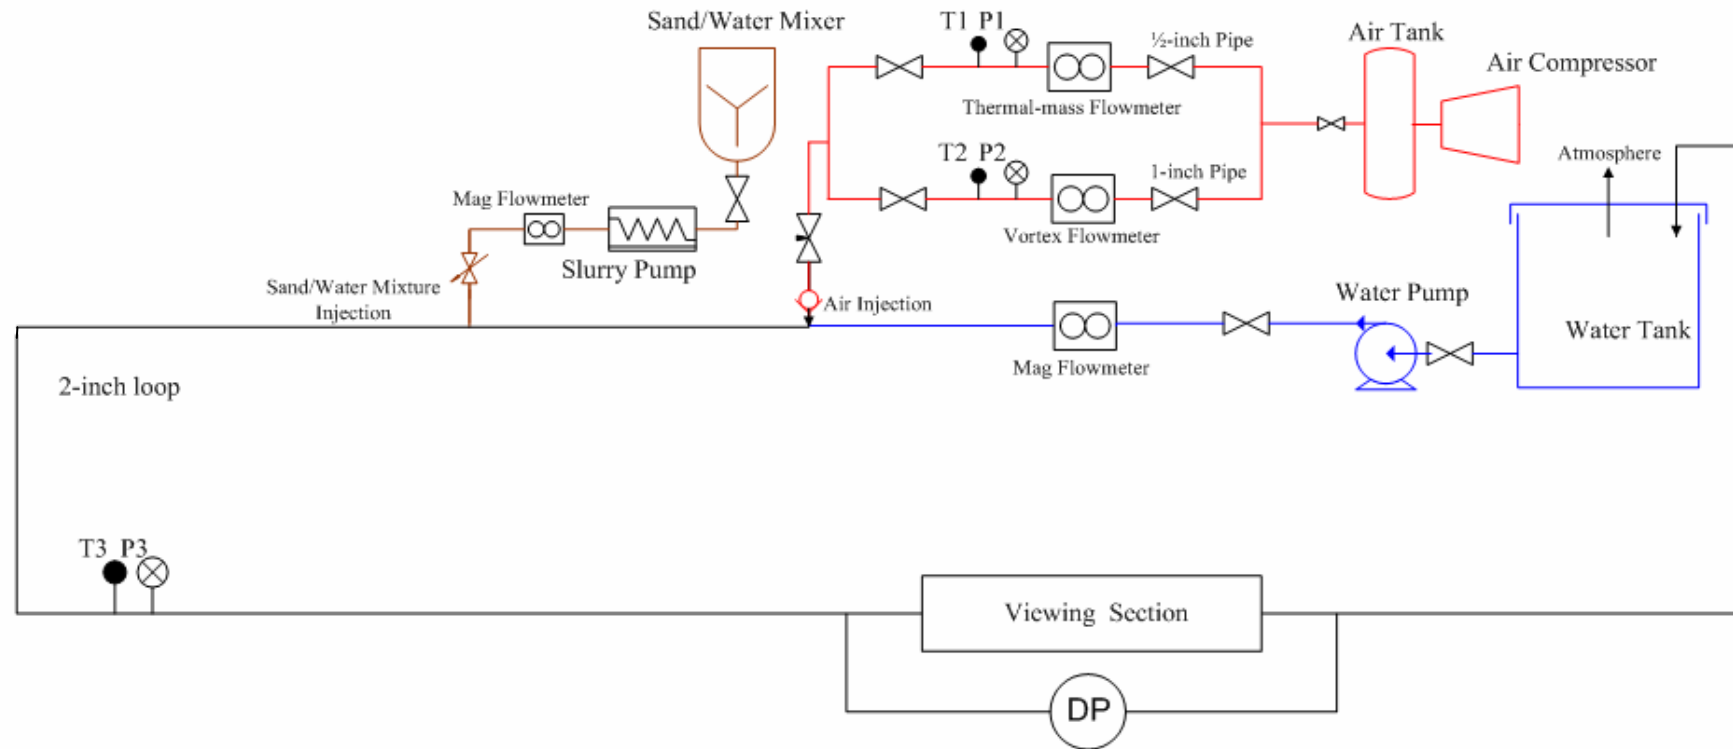 Sand/Water Mixer
T1 P1
½-inch Pipe
Air Tank
Air Compressor
Thermal-mass Flowmeter
T2 P2
1-inch Pipe
Atmosphere
Mag Flowmeter
Vortex Flowmeter
Slurry Pump
Sand/Water Mixture
Injection
Air Injection
Water Pump
Water Tank
Mag Flowmeter
2-inch loop
T3 P3
Viewing Section
DP